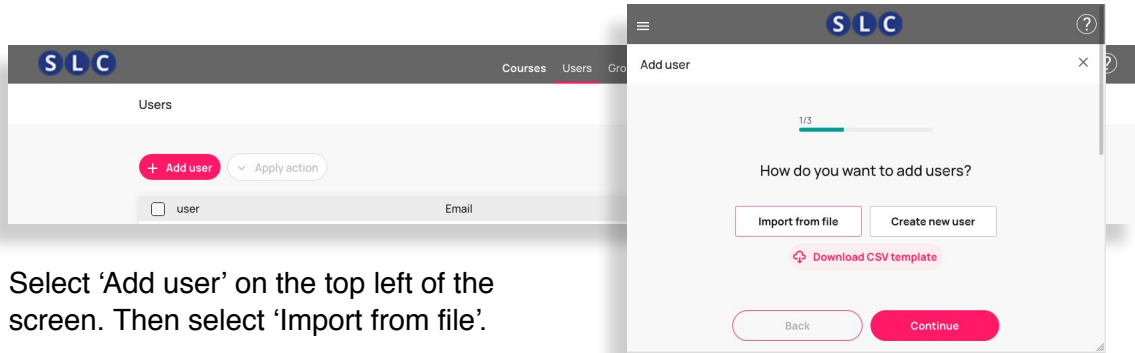 SLC
Courses Users Gro
Users
+ Add user
Apply action
user Email
SLC
?
Add user
×
?
1/3
How do you want to add users?
Import from file Create new user
Download CSV template
Back Continue
Select ‘Add user’ on the top left of the
screen. Then select ‘Import from file’.